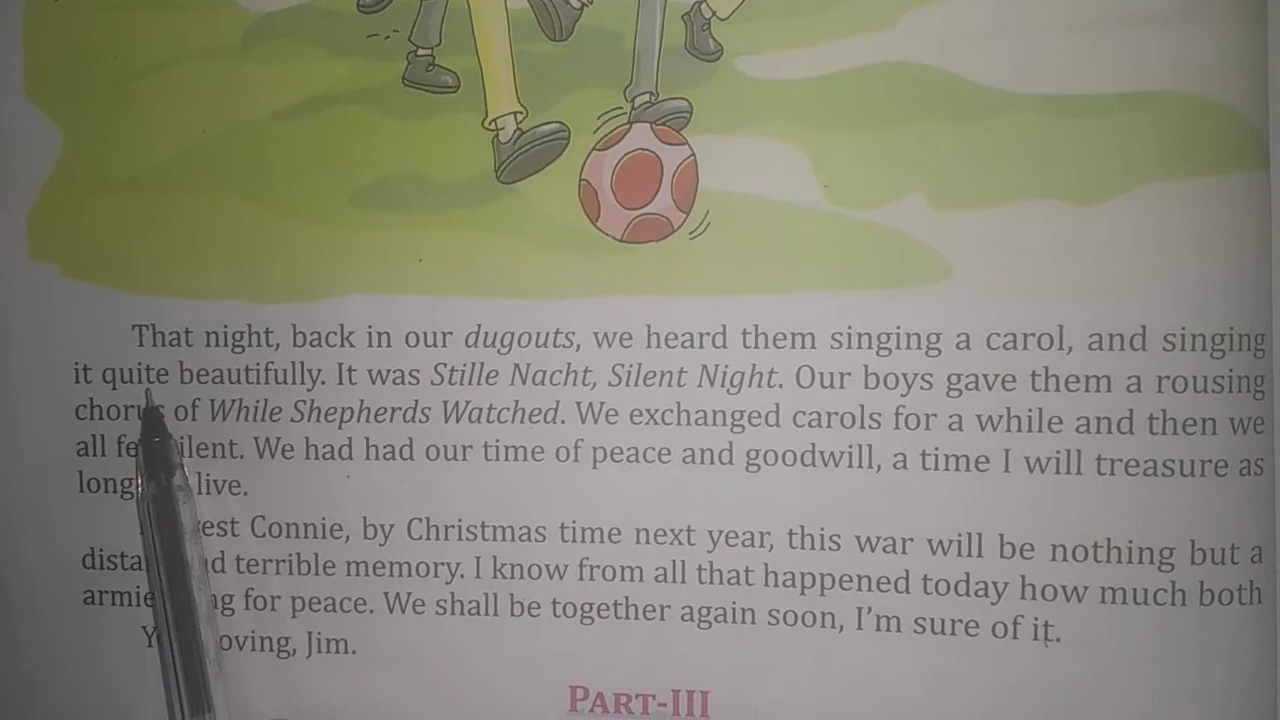 That night, back in our dugouts, we heard them singing a carol, and singing
it quite beautifully. It was Stille Nacht, Silent Night. Our boys gave them a rousing
chorus of While Shepherds Watched. We exchanged carols for a while and then we
all silent. We had had our time of peace and goodwill, a time I will treasure as
long live.
Connie, by Christmas time next year, this war will be nothing but a
terrible memory. I know from all that happened today how much both
for peace. We shall be together again soon, I'm sure of it.
Jim.
PART-III